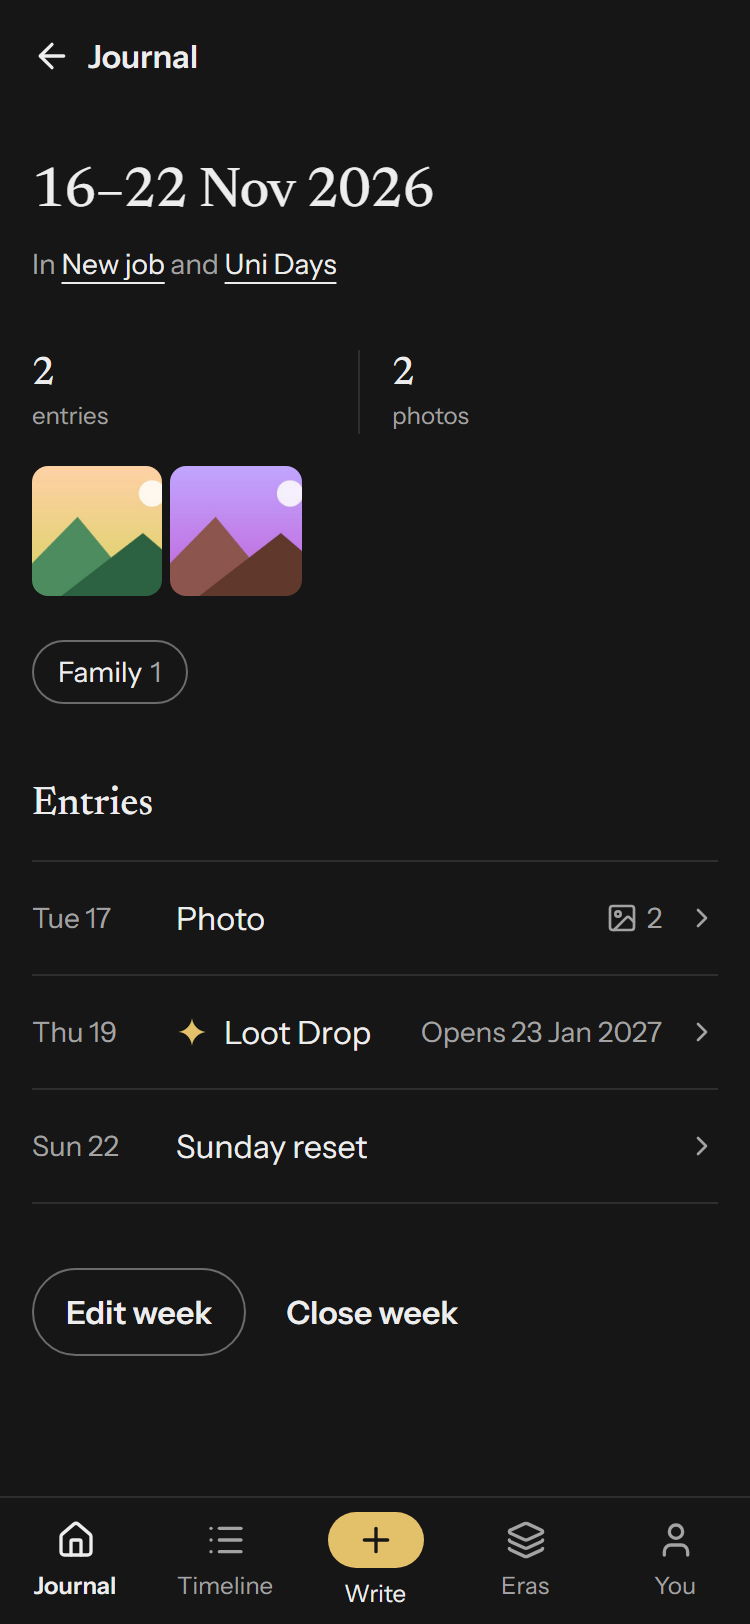 Journal
16–22 Nov 2026
In New job and Uni Days
2
entries
2
photos
Family 1
Entries
Tue 17 Photo 2
Thu 19 Loot Drop Opens 23 Jan 2027
Sun 22 Sunday reset
Edit week Close week
Journal Timeline Write Eras You